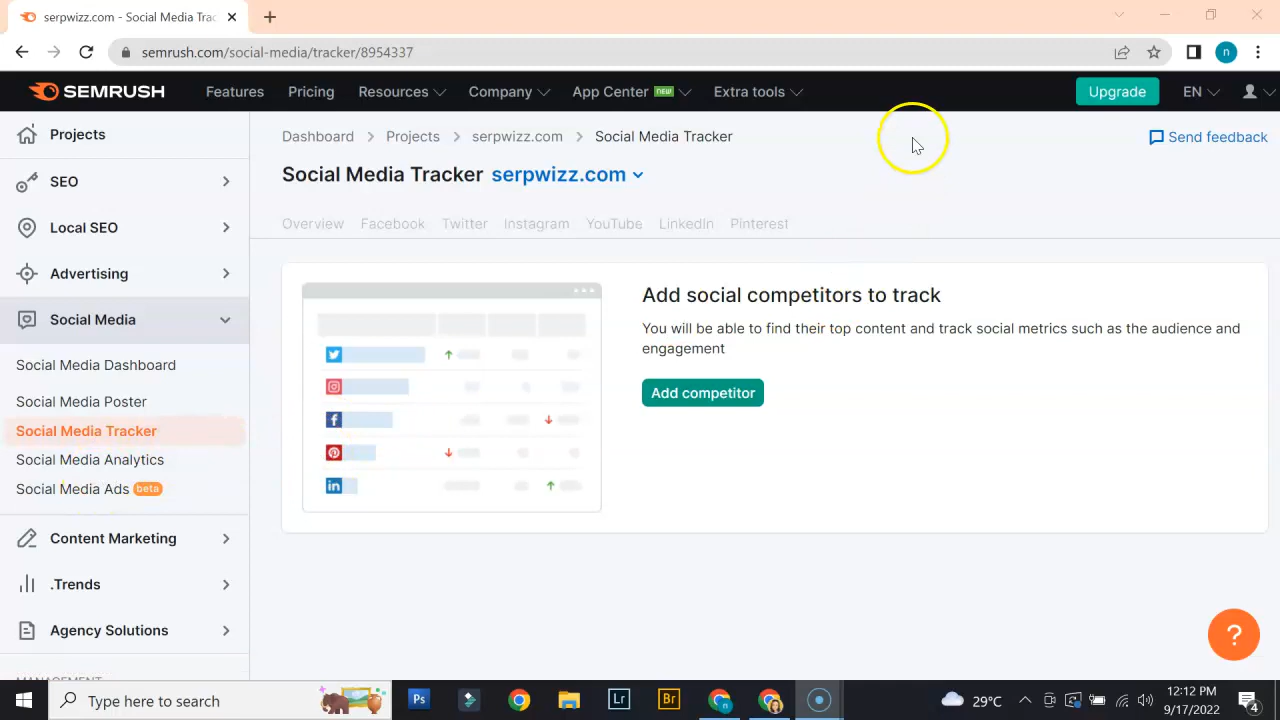 serpwizz.com - Social Media Trac
semrush.com/social-media/tracker/8954337
n
SEMRUSH
Features
Pricing
Resources
Company
App Center NEW
Extra tools
Upgrade
EN
Projects
SEO
Local SEO
Advertising
Social Media
Social Media Dashboard
Social Media Poster
Social Media Tracker
Social Media Analytics
Social Media Ads beta
Content Marketing
.Trends
Agency Solutions
Dashboard > Projects > serpwizz.com > Social Media Tracker
Send feedback
Social Media Tracker serpwizz.com
Overview
Facebook
Twitter
Instagram
YouTube
LinkedIn
Pinterest
Add social competitors to track
You will be able to find their top content and track social metrics such as the audience and
engagement
Add competitor
?
Type here to search
Ps
Lr
Br
29°C
12:12 PM
9/17/2022
4